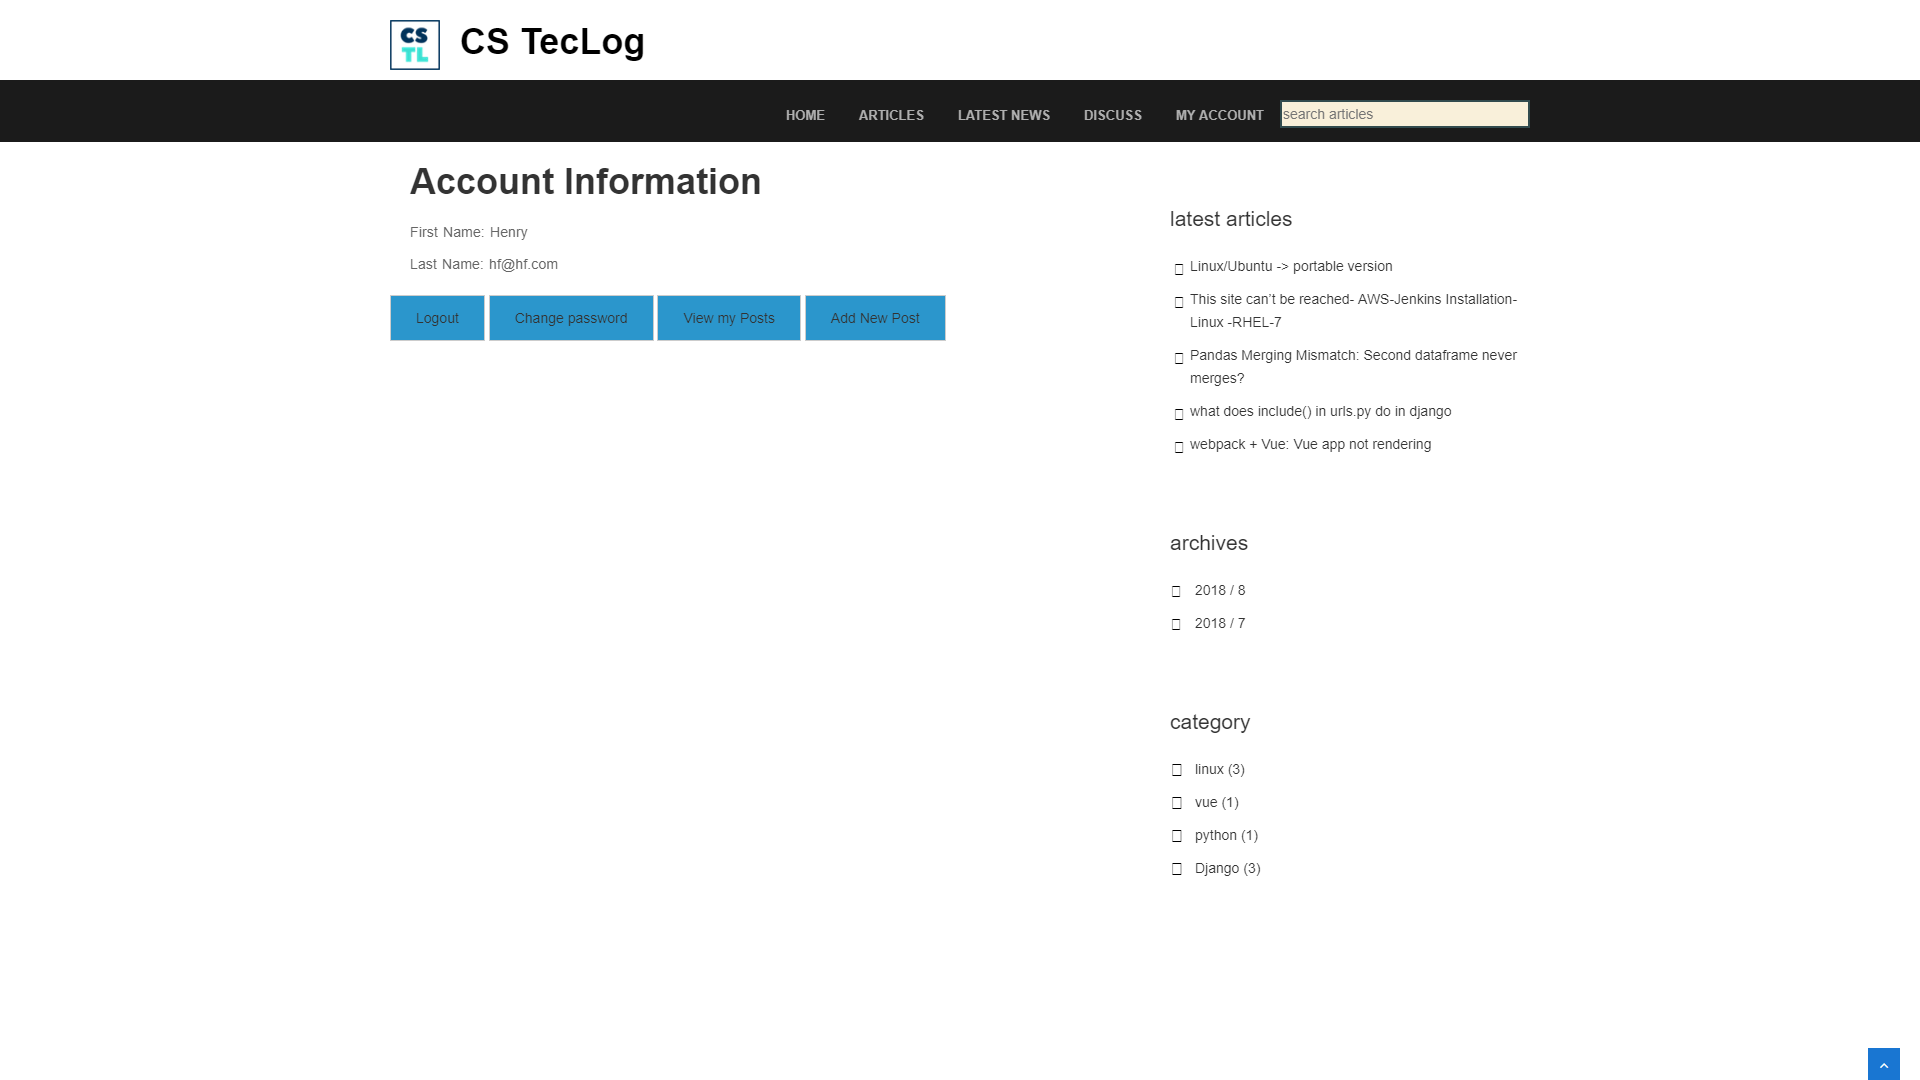 CS
TL
CS TecLog
HOME
ARTICLES
LATEST NEWS
DISCUSS
MY ACCOUNT
search articles
Account Information
First Name: Henry
Last Name: hf@hf.com
Logout
Change password
View my Posts
Add New Post
latest articles
Linux/Ubuntu -> portable version
This site can’t be reached- AWS-Jenkins Installation-
Linux -RHEL-7
Pandas Merging Mismatch: Second dataframe never
merges?
what does include() in urls.py do in django
webpack + Vue: Vue app not rendering
archives
2018 / 8
2018 / 7
category
linux (3)
vue (1)
python (1)
Django (3)